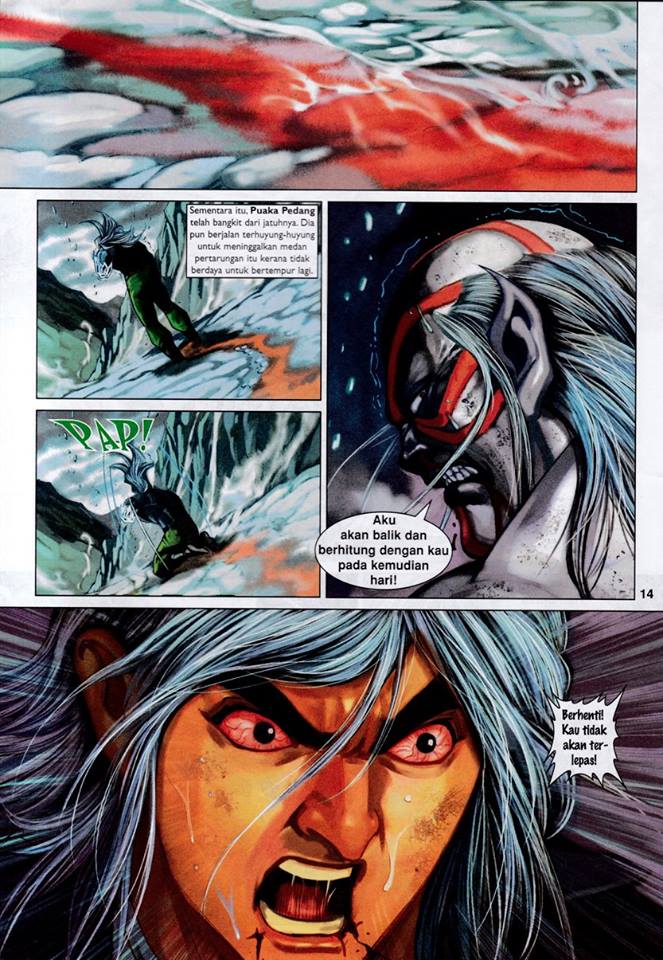 Sementara itu, Puaka Pedang
telah bangkit dari jatuhnya. Dia
pun berjalan terhuyung-huyung
untuk meninggalkan medan
pertarungan itu kerana tidak
berdaya untuk bertempur lagi.
PAP!
Aku
akan balik dan
berhitung dengan kau
pada kemudian
hari!
14
Berhenti!
Kau tidak
akan ter-
lepas!